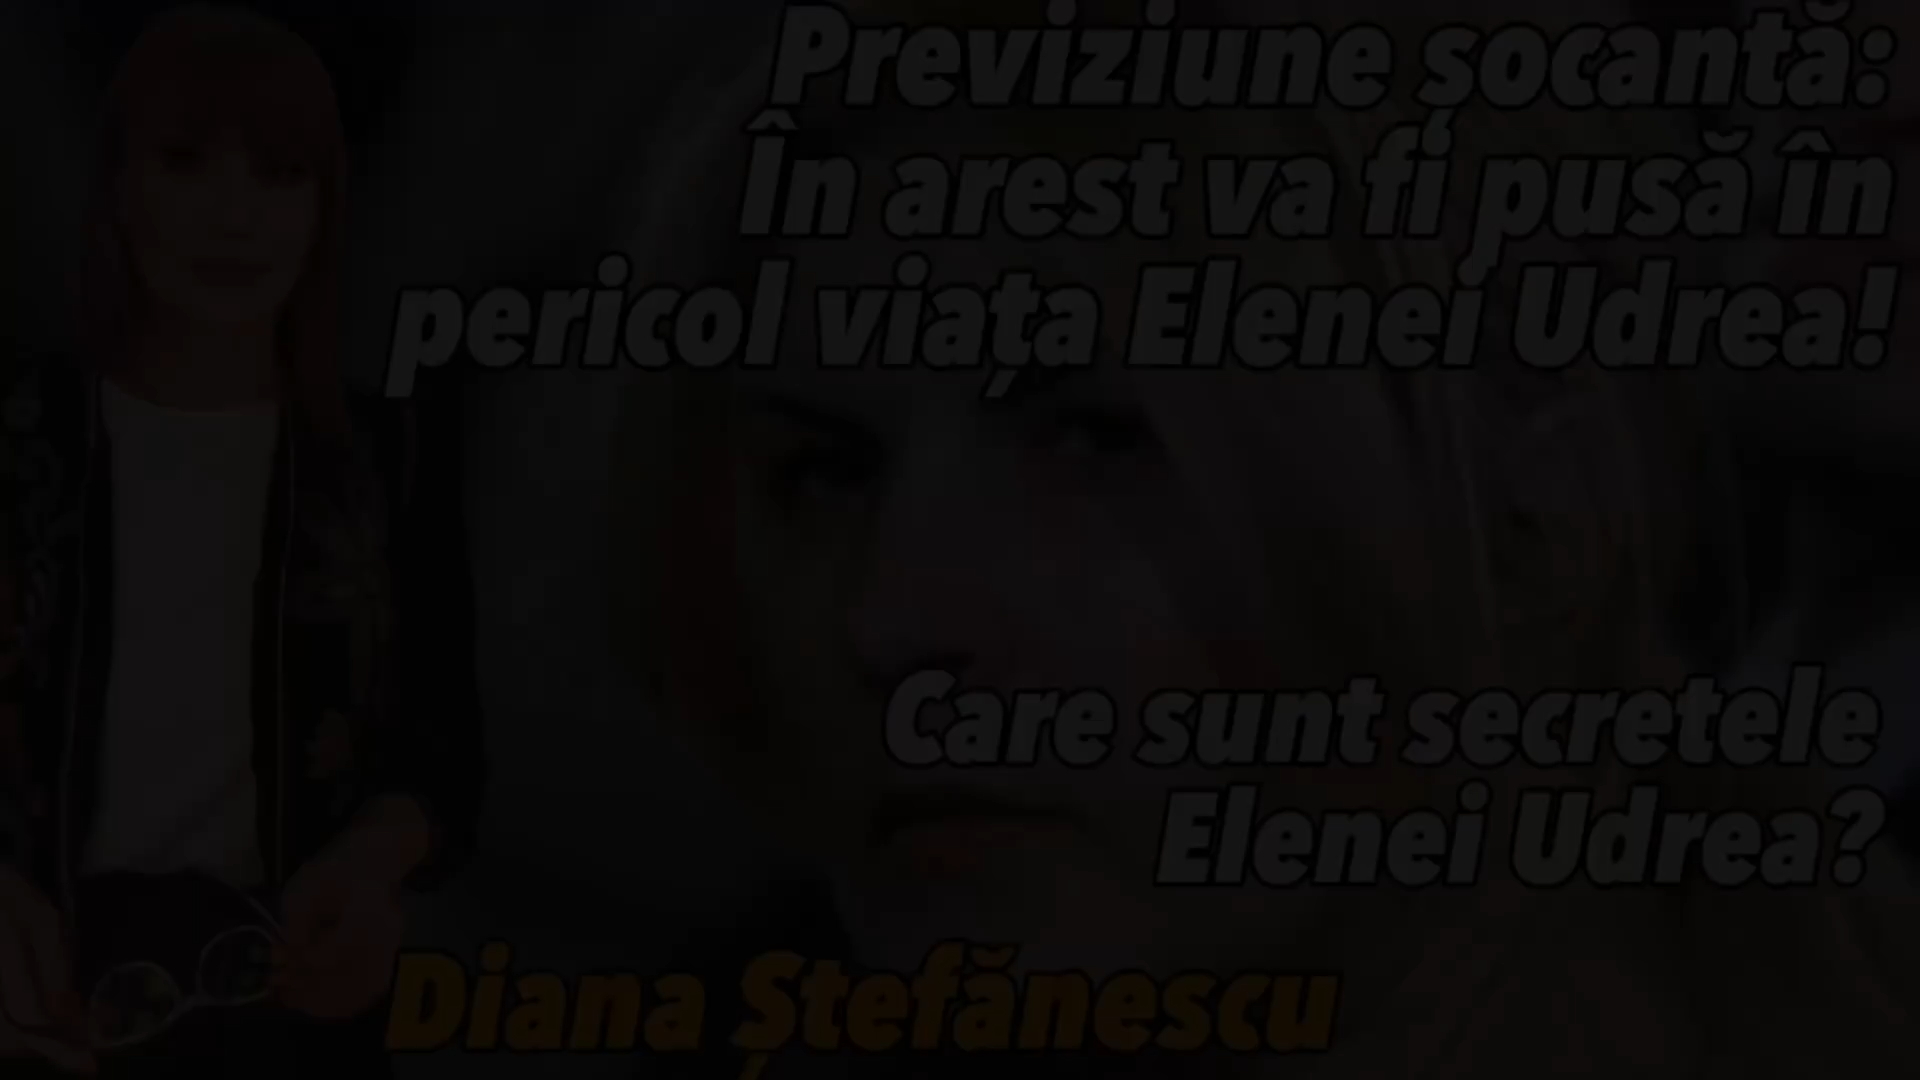 Previziune șocantă:
În arest va fi pusă în
pericol viața Elenei Udrea!
Care sunt secretele
Elenei Udrea?
Diana Ștefănescu